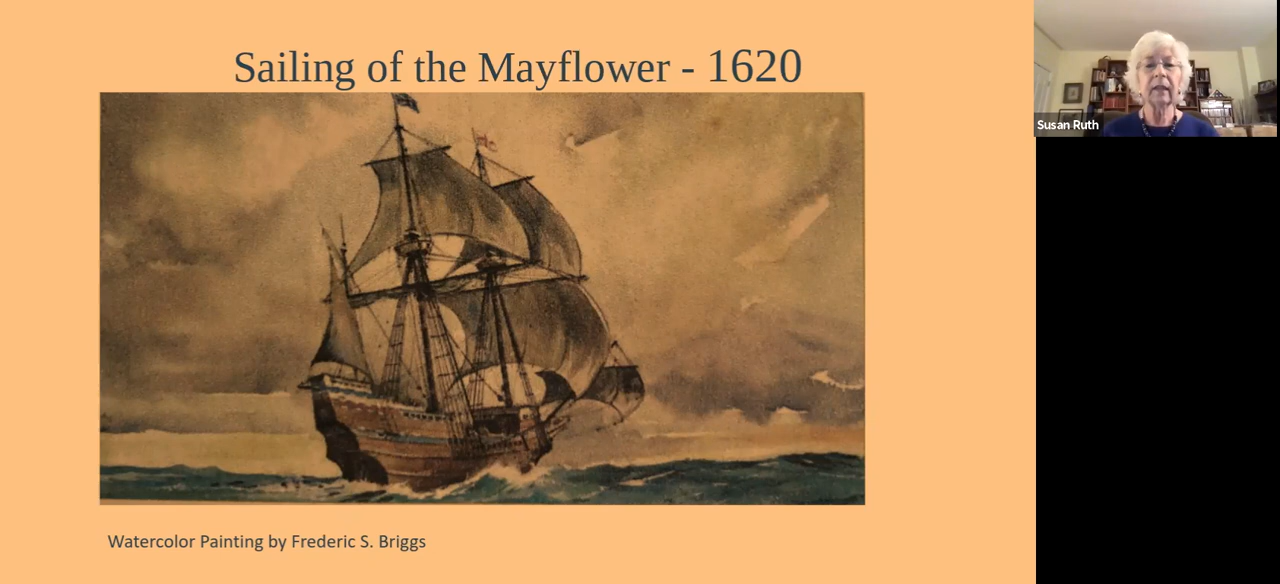 Sailing of the Mayflower - 1620
Susan Ruth
Watercolor Painting by Frederic S. Briggs